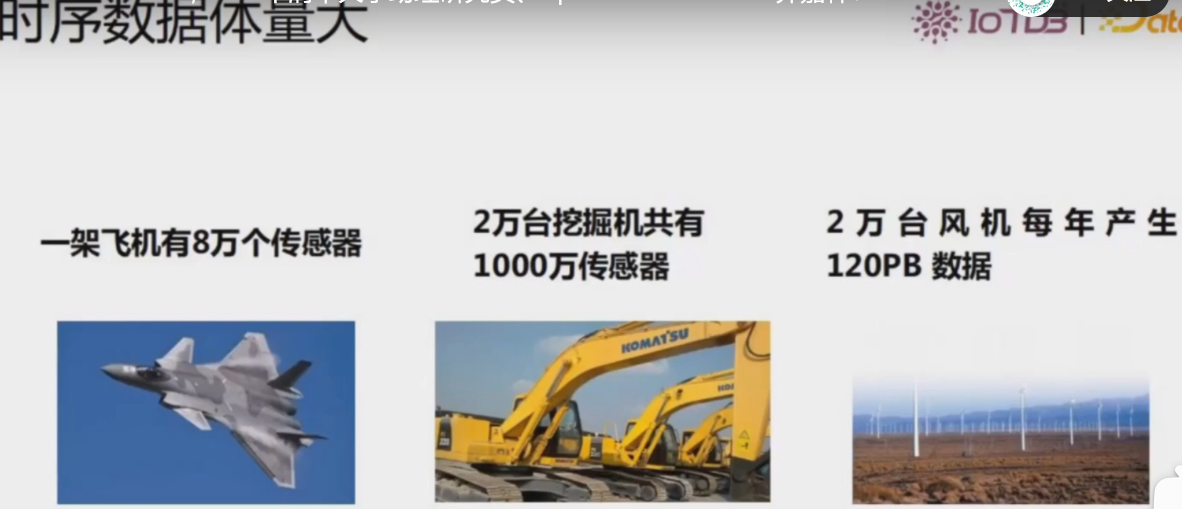 时序数据体量大
IoTDB
一架飞机有8万个传感器
2万台挖掘机共有
1000万传感器
2万台风机每年产生
120PB 数据
KOMATSU